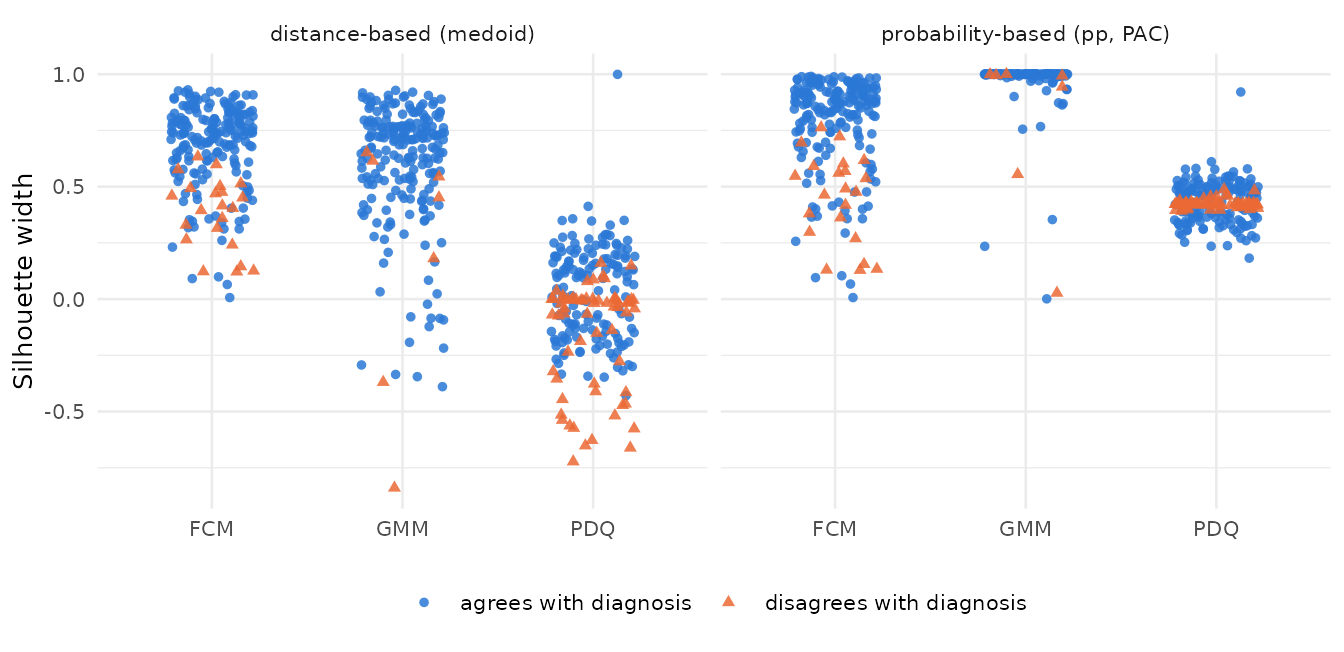 distance-based (medoid)
probability-based (pp, PAC)
Silhouette width
1.0
0.5
0.0
-0.5
FCM
GMM
PDQ
FCM
GMM
PDQ
agrees with diagnosis
disagrees with diagnosis